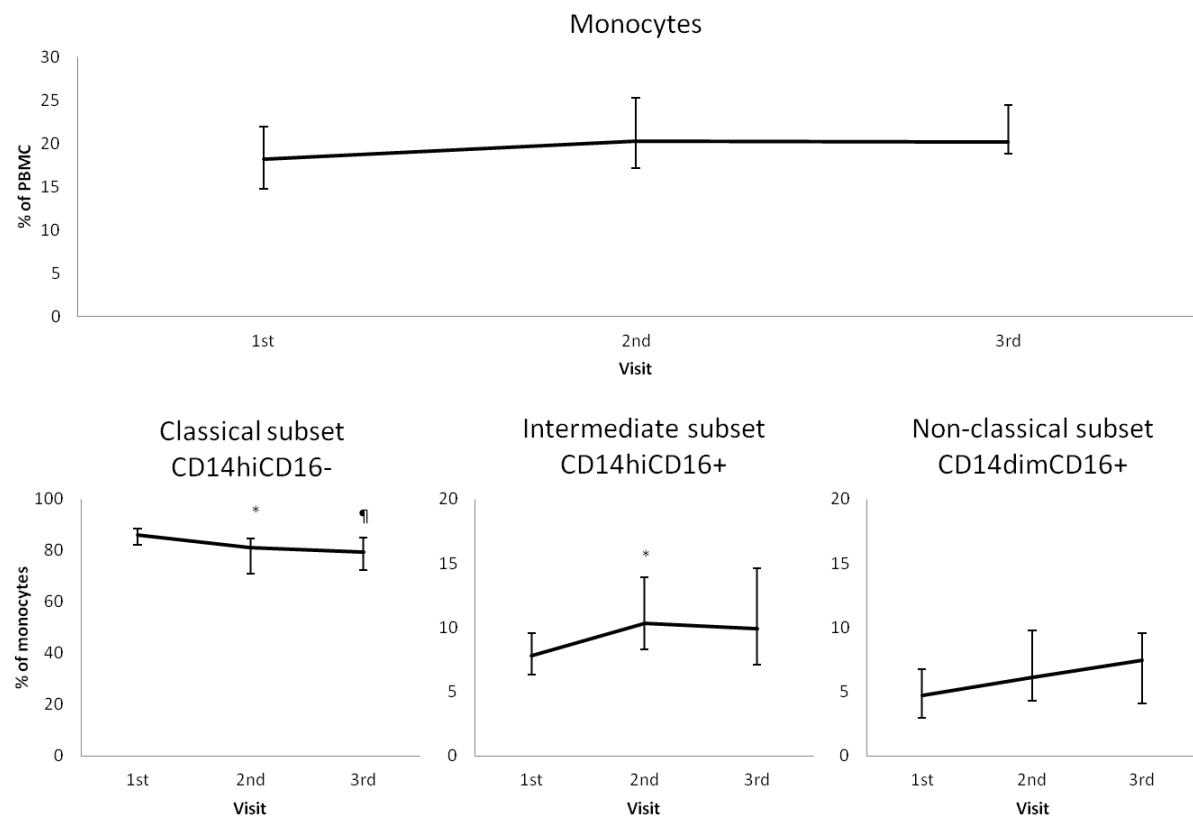 Monocytes
30
25
20
15
10
5
0
% of PBMC
1st 2nd 3rd
Visit
Classical subset
CD14hiCD16-
100
80
60
40
20
0
% of monocytes
* ¶
1st 2nd 3rd
Visit
Intermediate subset
CD14hiCD16+
20
15
10
5
0
*
1st 2nd 3rd
Visit
Non-classical subset
CD14dimCD16+
20
15
10
5
0
1st 2nd 3rd
Visit